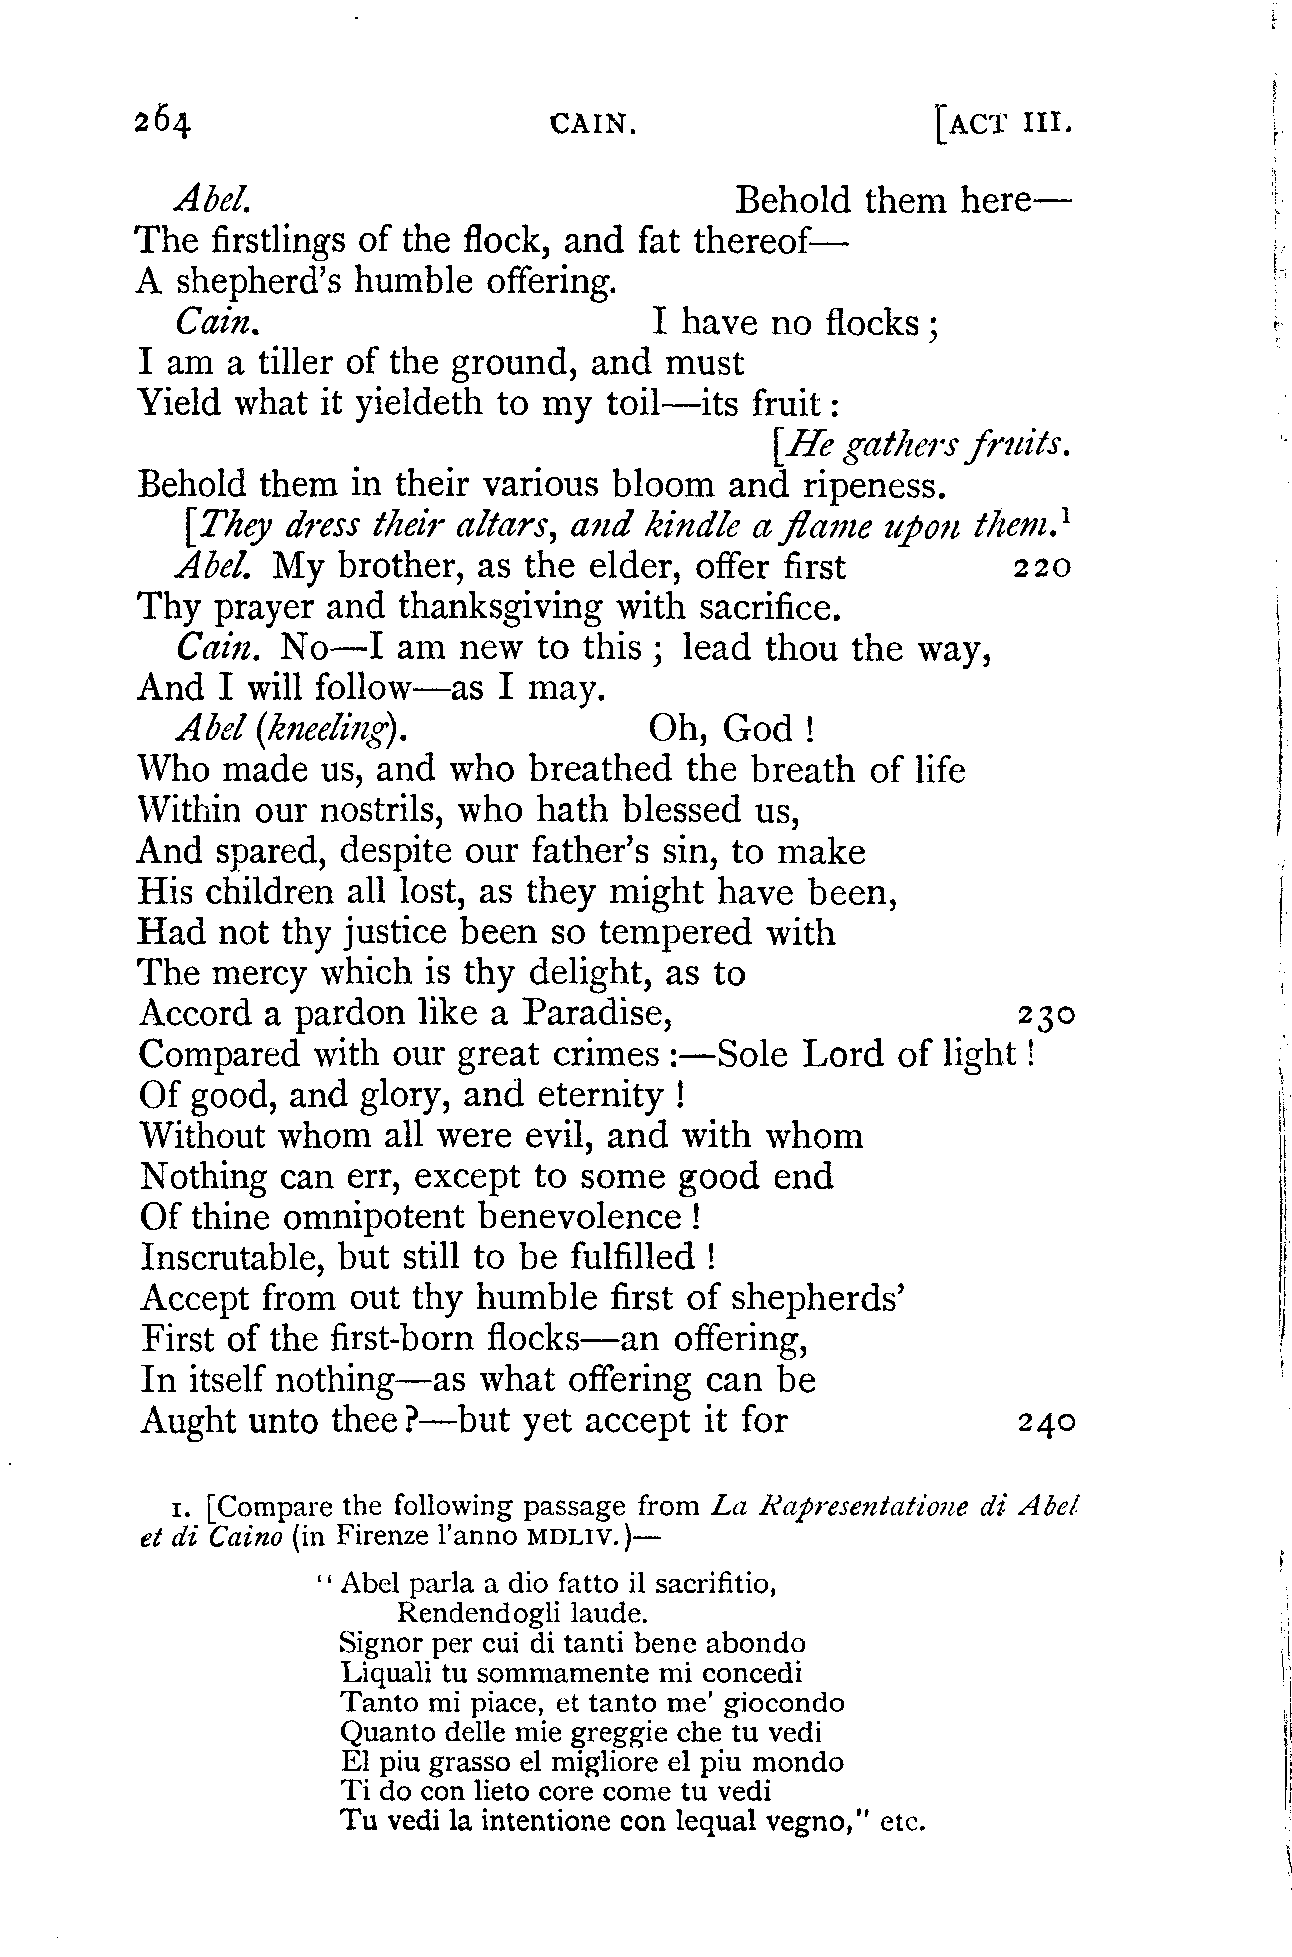 264 CAIN. [ACT III.
Abel. Behold them here—
The firstlings of the flock, and fat thereof—
A shepherd's humble offering.
Cain. I have no flocks;
I am a tiller of the ground, and must
Yield what it yieldeth to my toil—its fruit:
[He gathers fruits.
Behold them in their various bloom and ripeness.
[They dress their altars, and kindle a flame upon them.¹
Abel. My brother, as the elder, offer first 220
Thy prayer and thanksgiving with sacrifice.
Cain. No—I am new to this; lead thou the way,
And I will follow—as I may.
Abel (kneeling). Oh, God!
Who made us, and who breathed the breath of life
Within our nostrils, who hath blessed us,
And spared, despite our father's sin, to make
His children all lost, as they might have been,
Had not thy justice been so tempered with
The mercy which is thy delight, as to
Accord a pardon like a Paradise, 230
Compared with our great crimes:—Sole Lord of light!
Of good, and glory, and eternity!
Without whom all were evil, and with whom
Nothing can err, except to some good end
Of thine omnipotent benevolence!
Inscrutable, but still to be fulfilled!
Accept from out thy humble first of shepherds'
First of the first-born flocks—an offering,
In itself nothing—as what offering can be
Aught unto thee?—but yet accept it for 240
1. [Compare the following passage from La Rapresentatione di Abel
et di Caino (in Firenze l'anno MDLIV.)—
"Abel parla a dio fatto il sacrifitio,
Rendendogli laude.
Signor per cui di tanti bene abondo
Liquali tu sommamente mi concedi
Tanto mi piace, et tanto me' giocondo
Quanto delle mie greggie che tu vedi
El piu grasso el migliore el piu mondo
Ti do con lieto core come tu vedi
Tu vedi la intentione con lequal vegno," etc.